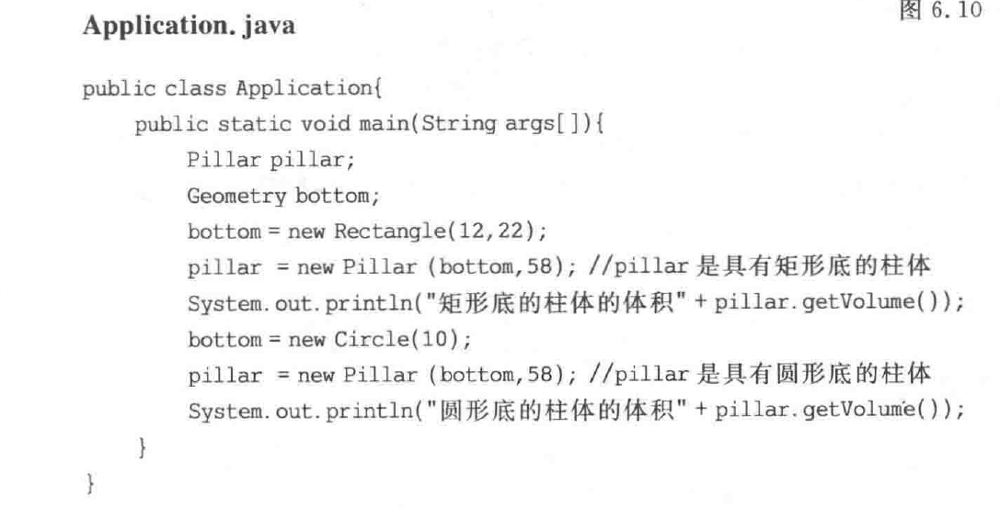 图 6.10
Application.java
public class Application{
    public static void main(String args[]){
        Pillar pillar;
        Geometry bottom;
        bottom = new Rectangle(12,22);
        pillar = new Pillar (bottom,58); //pillar 是具有矩形底的柱体
        System.out.println("矩形底的柱体的体积" + pillar.getVolume());
        bottom = new Circle(10);
        pillar = new Pillar (bottom,58); //pillar 是具有圆形底的柱体
        System.out.println("圆形底的柱体的体积" + pillar.getVolume());
    }
}